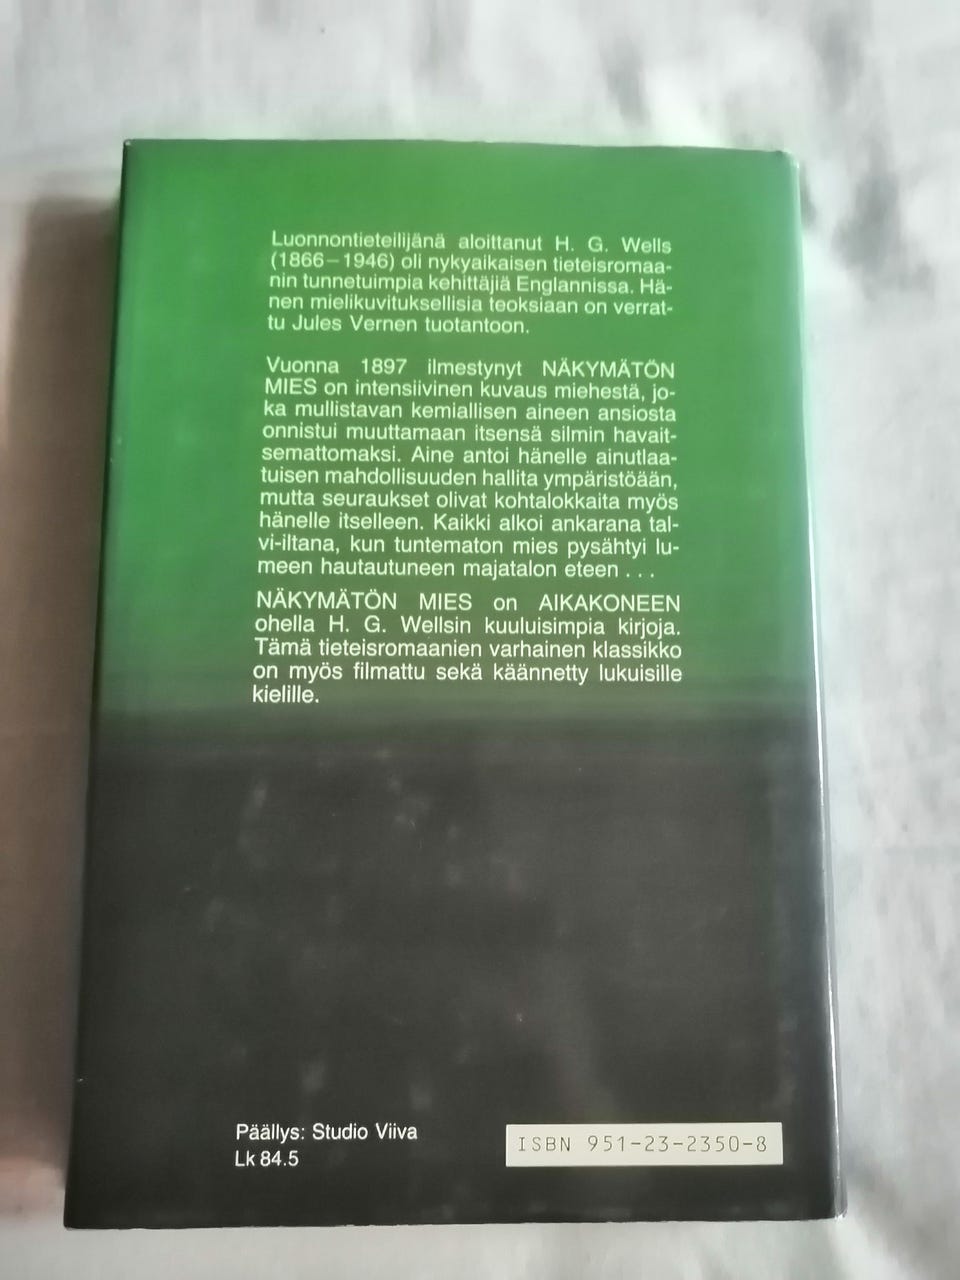 Luonnontieteilijänä aloittanut H. G. Wells
(1866–1946) oli nykyaikaisen tieteisromaa-
nin tunnetuimpia kehittäjiä Englannissa. Hä-
nen mielikuvituksellisia teoksiaan on verrat-
tu Jules Vernen tuotantoon.
Vuonna 1897 ilmestynyt NÄKYMÄTÖN
MIES on intensiivinen kuvaus miehestä, jo-
ka mullistavan kemiallisen aineen ansiosta
onnistui muuttamaan itsensä silmin havait-
semattomaksi. Aine antoi hänelle ainutlaa-
tuisen mahdollisuuden hallita ympäristöään,
mutta seuraukset olivat kohtalokkaita myös
hänelle itselleen. Kaikki alkoi ankarana tal-
vi-iltana, kun tuntematon mies pysähtyi lu-
meen hautautuneen majatalon eteen . . .
NÄKYMÄTÖN MIES on AIKAKONEEN
ohella H. G. Wellsin kuuluisimpia kirjoja.
Tämä tieteisromaanien varhainen klassikko
on myös filmattu sekä käännetty lukuisille
kielille.
Päällys: Studio Viiva
Lk 84.5
ISBN 951-23-2350-8